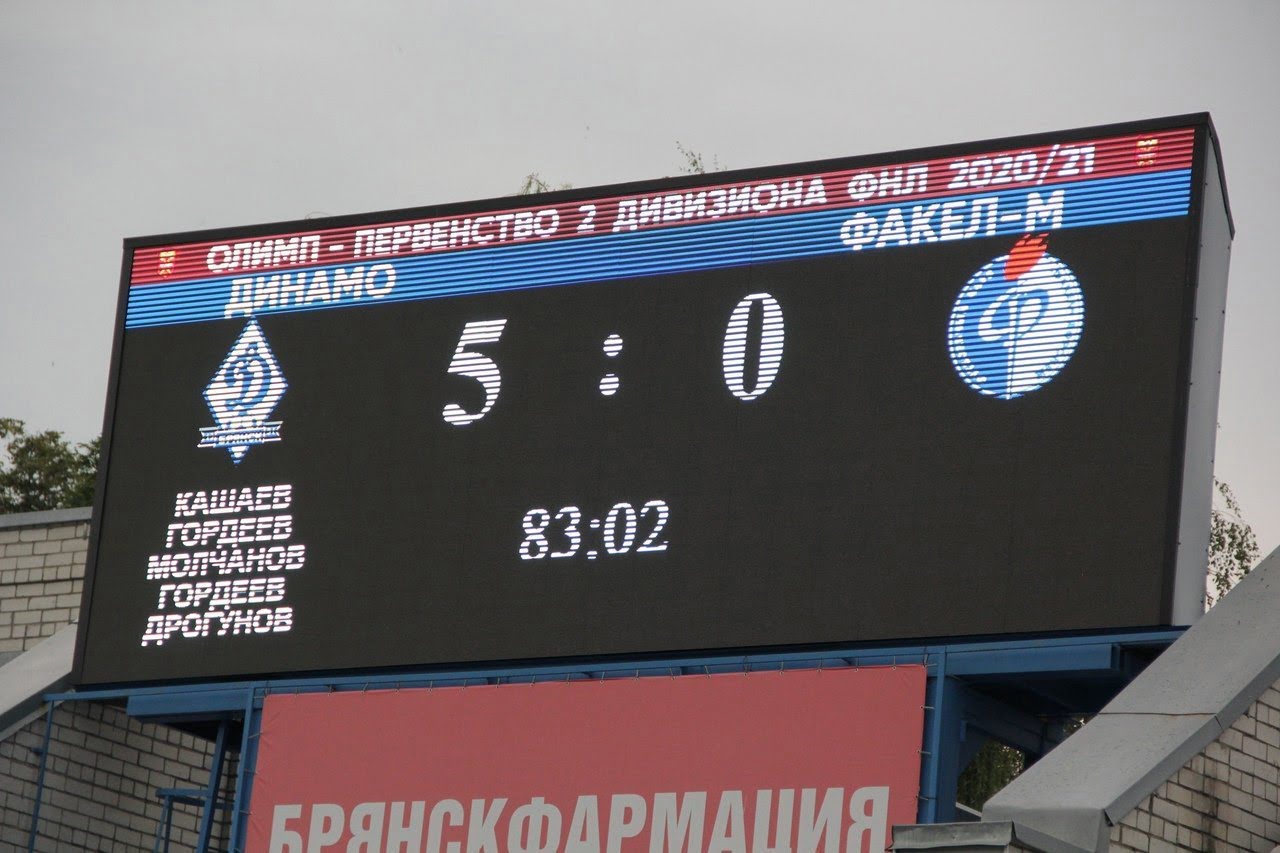 ОЛИМП - ПЕРВЕНСТВО 2 ДИВИЗИОНА ФНЛ 2020/21
ДИНАМО
ФАКЕЛ-М
5 : 0
Д
БРЯНСК
Ф
83:02
КАШАЕВ
ГОРДЕЕВ
МОЛЧАНОВ
ГОРДЕЕВ
ДРОГУНОВ
БРЯНСКФАРМАЦИЯ